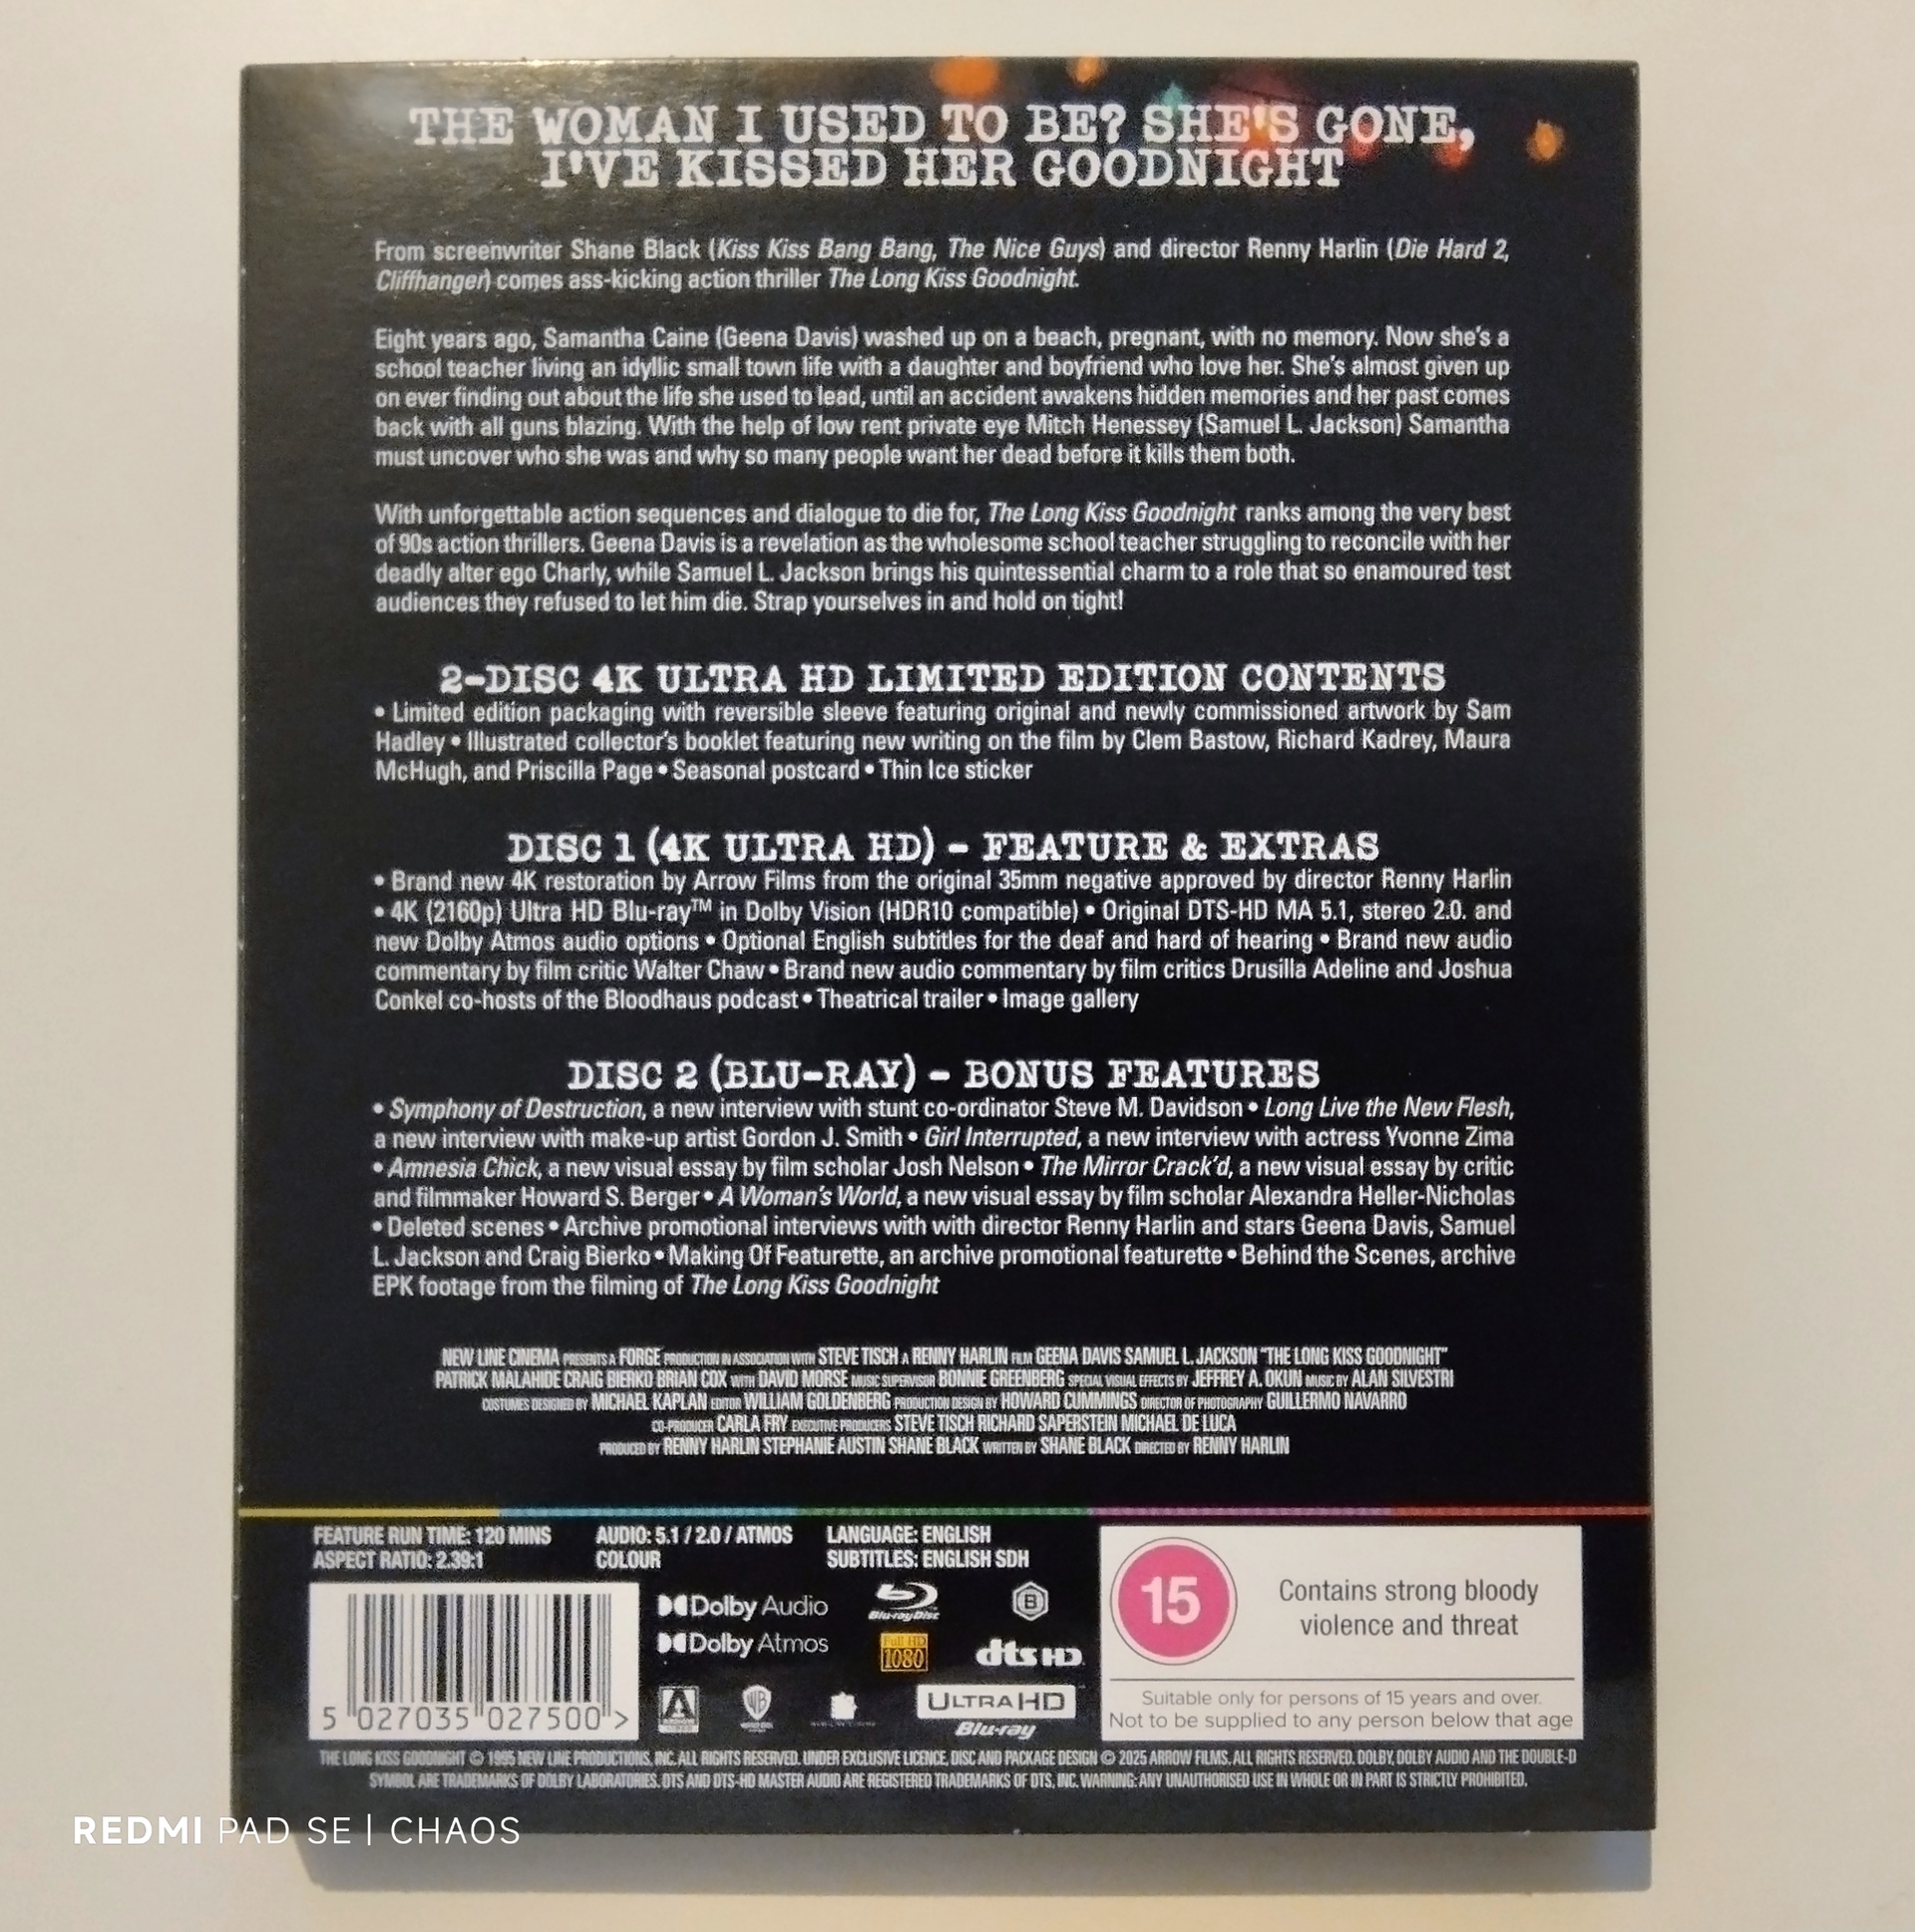 THE WOMAN I USED TO BE? SHE'S GONE,
I'VE KISSED HER GOODNIGHT
From screenwriter Shane Black (Kiss Kiss Bang Bang, The Nice Guys) and director Renny Harlin (Die Hard 2,
Cliffhanger) comes ass-kicking action thriller The Long Kiss Goodnight.
Eight years ago, Samantha Caine (Geena Davis) washed up on a beach, pregnant, with no memory. Now she's a
school teacher living an idyllic small town life with a daughter and boyfriend who love her. She's almost given up
on ever finding out about the life she used to lead, until an accident awakens hidden memories and her past comes
back with all guns blazing. With the help of low rent private eye Mitch Henessey (Samuel L. Jackson) Samantha
must uncover who she was and why so many people want her dead before it kills them both.
With unforgettable action sequences and dialogue to die for, The Long Kiss Goodnight ranks among the very best
of 90s action thrillers. Geena Davis is a revelation as the wholesome school teacher struggling to reconcile with her
deadly alter ego Charly, while Samuel L. Jackson brings his quintessential charm to a role that so enamoured test
audiences they refused to let him die. Strap yourselves in and hold on tight!
2-DISC 4K ULTRA HD LIMITED EDITION CONTENTS
• Limited edition packaging with reversible sleeve featuring original and newly commissioned artwork by Sam
Hadley • Illustrated collector's booklet featuring new writing on the film by Clem Bastow, Richard Kadrey, Maura
McHugh, and Priscilla Page • Seasonal postcard • Thin Ice sticker
DISC 1 (4K ULTRA HD) - FEATURE & EXTRAS
• Brand new 4K restoration by Arrow Films from the original 35mm negative approved by director Renny Harlin
• 4K (2160p) Ultra HD Blu-ray™ in Dolby Vision (HDR10 compatible) • Original DTS-HD MA 5.1, stereo 2.0. and
new Dolby Atmos audio options • Optional English subtitles for the deaf and hard of hearing • Brand new audio
commentary by film critic Walter Chaw • Brand new audio commentary by film critics Drusilla Adeline and Joshua
Conkel co-hosts of the Bloodhaus podcast • Theatrical trailer • Image gallery
DISC 2 (BLU-RAY) - BONUS FEATURES
• Symphony of Destruction, a new interview with stunt co-ordinator Steve M. Davidson • Long Live the New Flesh,
a new interview with make-up artist Gordon J. Smith • Girl Interrupted, a new interview with actress Yvonne Zima
• Amnesia Chick, a new visual essay by film scholar Josh Nelson • The Mirror Crack'd, a new visual essay by critic
and filmmaker Howard S. Berger • A Woman's World, a new visual essay by film scholar Alexandra Heller-Nicholas
• Deleted scenes • Archive promotional interviews with with director Renny Harlin and stars Geena Davis, Samuel
L. Jackson and Craig Bierko • Making Of Featurette, an archive promotional featurette • Behind the Scenes, archive
EPK footage from the filming of The Long Kiss Goodnight
NEW LINE CINEMA PRESENTS A FORGE PRODUCTION IN ASSOCIATION WITH STEVE TISCH A RENNY HARLIN FILM GEENA DAVIS SAMUEL L. JACKSON "THE LONG KISS GOODNIGHT"
PATRICK MALAHIDE CRAIG BIERKO BRIAN COX WITH DAVID MORSE MUSIC SUPERVISOR BONNIE GREENBERG SPECIAL VISUAL EFFECTS BY JEFFREY A. OKUN MUSIC BY ALAN SILVESTRI
COSTUMES DESIGNED BY MICHAEL KAPLAN EDITOR WILLIAM GOLDENBERG PRODUCTION DESIGN BY HOWARD CUMMINGS DIRECTOR OF PHOTOGRAPHY GUILLERMO NAVARRO
CO-PRODUCER CARLA FRY EXECUTIVE PRODUCERS STEVE TISCH RICHARD SAPERSTEIN MICHAEL DE LUCA
PRODUCED BY RENNY HARLIN STEPHANIE AUSTIN SHANE BLACK WRITTEN BY SHANE BLACK DIRECTED BY RENNY HARLIN
FEATURE RUN TIME: 120 MINS AUDIO: 5.1 / 2.0 / ATMOS LANGUAGE: ENGLISH
ASPECT RATIO: 2.39:1 COLOUR SUBTITLES: ENGLISH SDH
15 Contains strong bloody
violence and threat
Suitable only for persons of 15 years and over.
Not to be supplied to any person below that age
Dolby Audio Blu-ray Disc B
Dolby Atmos Full HD 1080 dts HD
A WB ULTRA HD
Blu-ray
5 027035 027500 >
THE LONG KISS GOODNIGHT © 1995 NEW LINE PRODUCTIONS, INC. ALL RIGHTS RESERVED. UNDER EXCLUSIVE LICENCE, DISC AND PACKAGE DESIGN © 2025 ARROW FILMS. ALL RIGHTS RESERVED. DOLBY, DOLBY AUDIO AND THE DOUBLE-D
SYMBOL ARE TRADEMARKS OF DOLBY LABORATORIES. DTS AND DTS-HD MASTER AUDIO ARE REGISTERED TRADEMARKS OF DTS, INC. WARNING: ANY UNAUTHORISED USE IN WHOLE OR IN PART IS STRICTLY PROHIBITED.
REDMI PAD SE | CHAOS